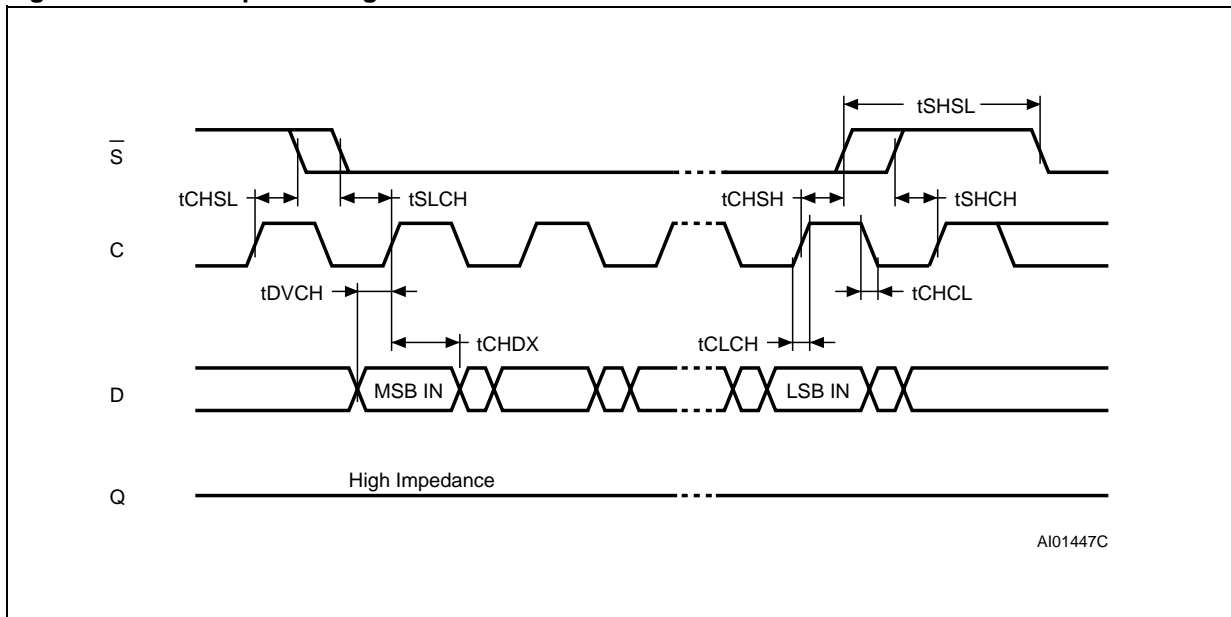 tSHSL
S
tCHSL
tSLCH
tCHSH
tSHCH
C
tDVCH
tCHCL
tCHDX
tCLCH
D
MSB IN
LSB IN
High Impedance
Q
AI01447C